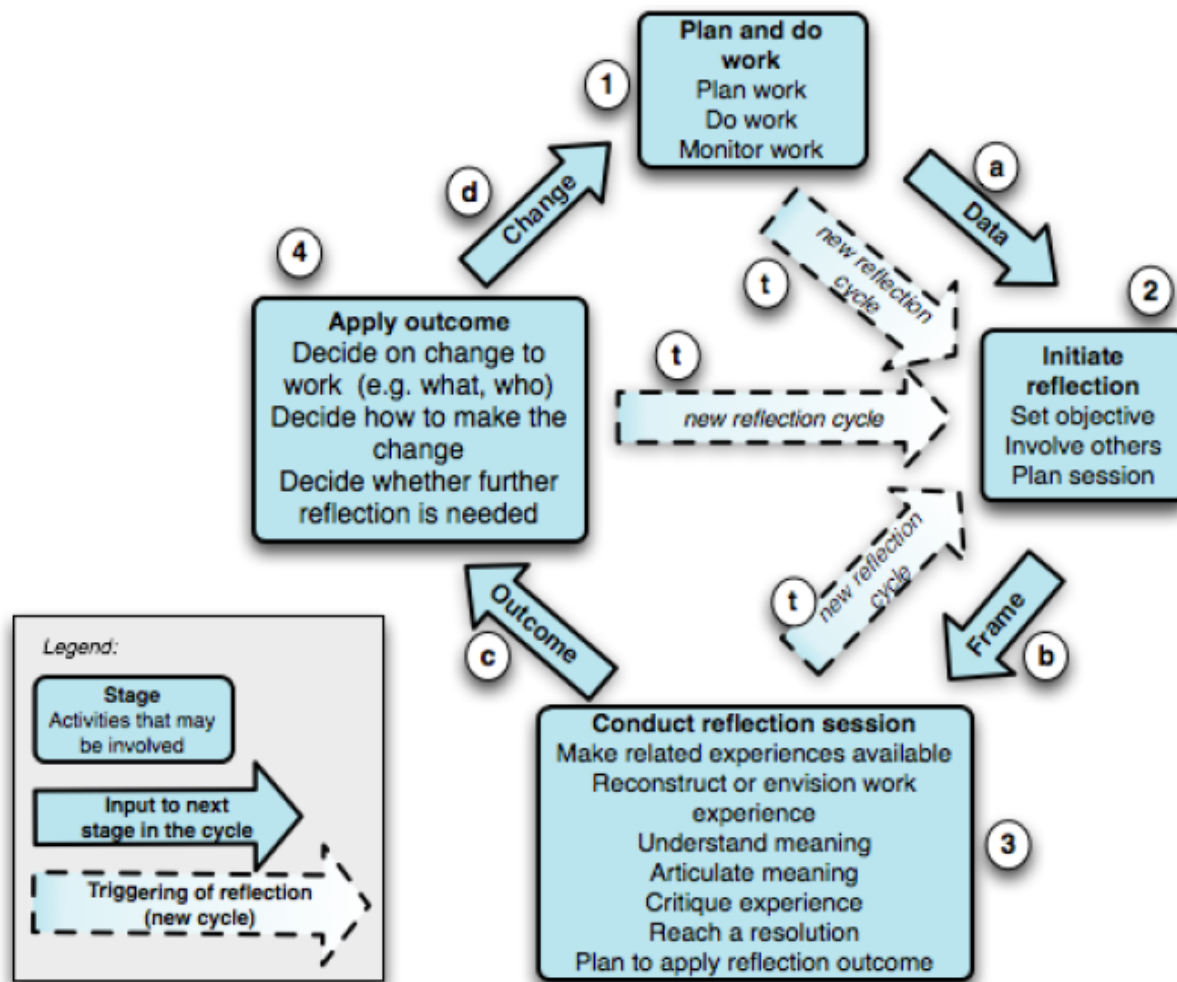 Plan and do
work
Plan work
Do work
Monitor work
1
a
Data
d
Change
new reflection
cycle
t
4
2
Apply outcome
Decide on change to
work (e.g. what, who)
Decide how to make the
change
Decide whether further
reflection is needed
t
new reflection cycle
Initiate
reflection
Set objective
Involve others
Plan session
new reflection
cycle
t
Frame
b
Outcome
c
Conduct reflection session
Make related experiences available
Reconstruct or envision work
experience
Understand meaning
Articulate meaning
Critique experience
Reach a resolution
Plan to apply reflection outcome
3
Legend:
Stage
Activities that may
be involved
Input to next
stage in the cycle
Triggering of reflection
(new cycle)